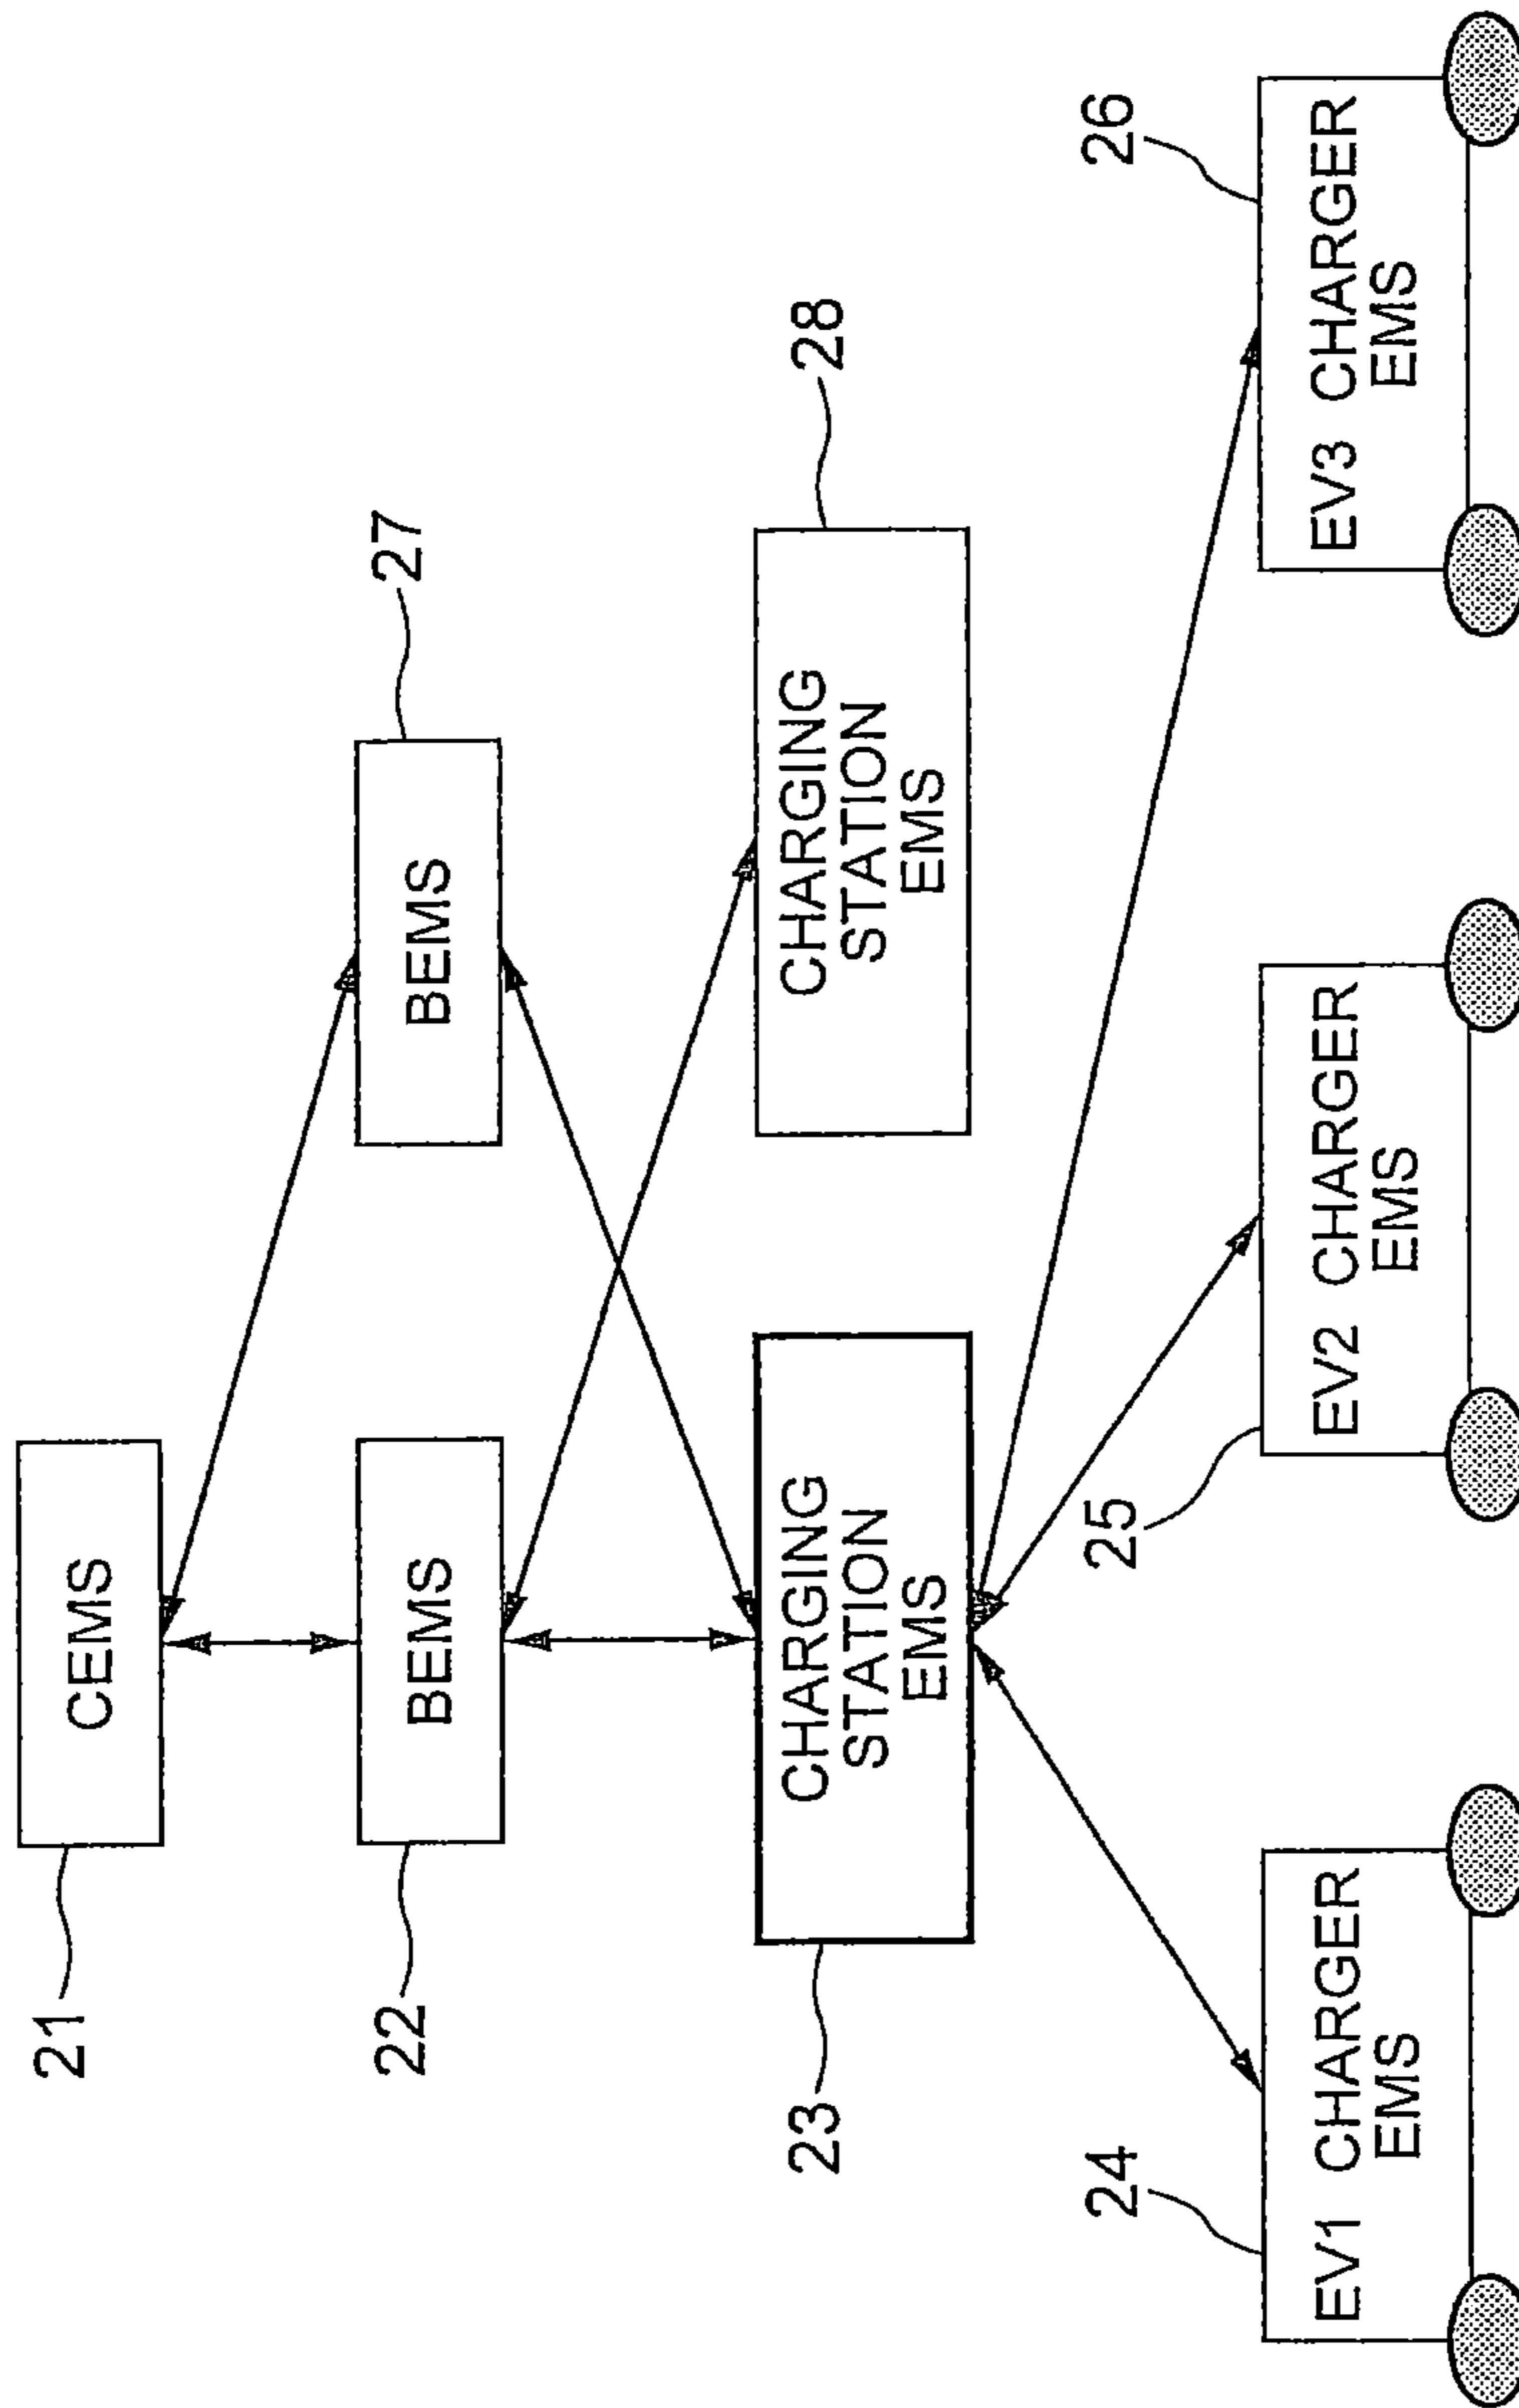 21
CEMS
22
BEMS
27
BEMS
23
CHARGING
STATION
EMS
28
CHARGING
STATION
EMS
24
EV1 CHARGER
EMS
25
EV2 CHARGER
EMS
26
EV3 CHARGER
EMS